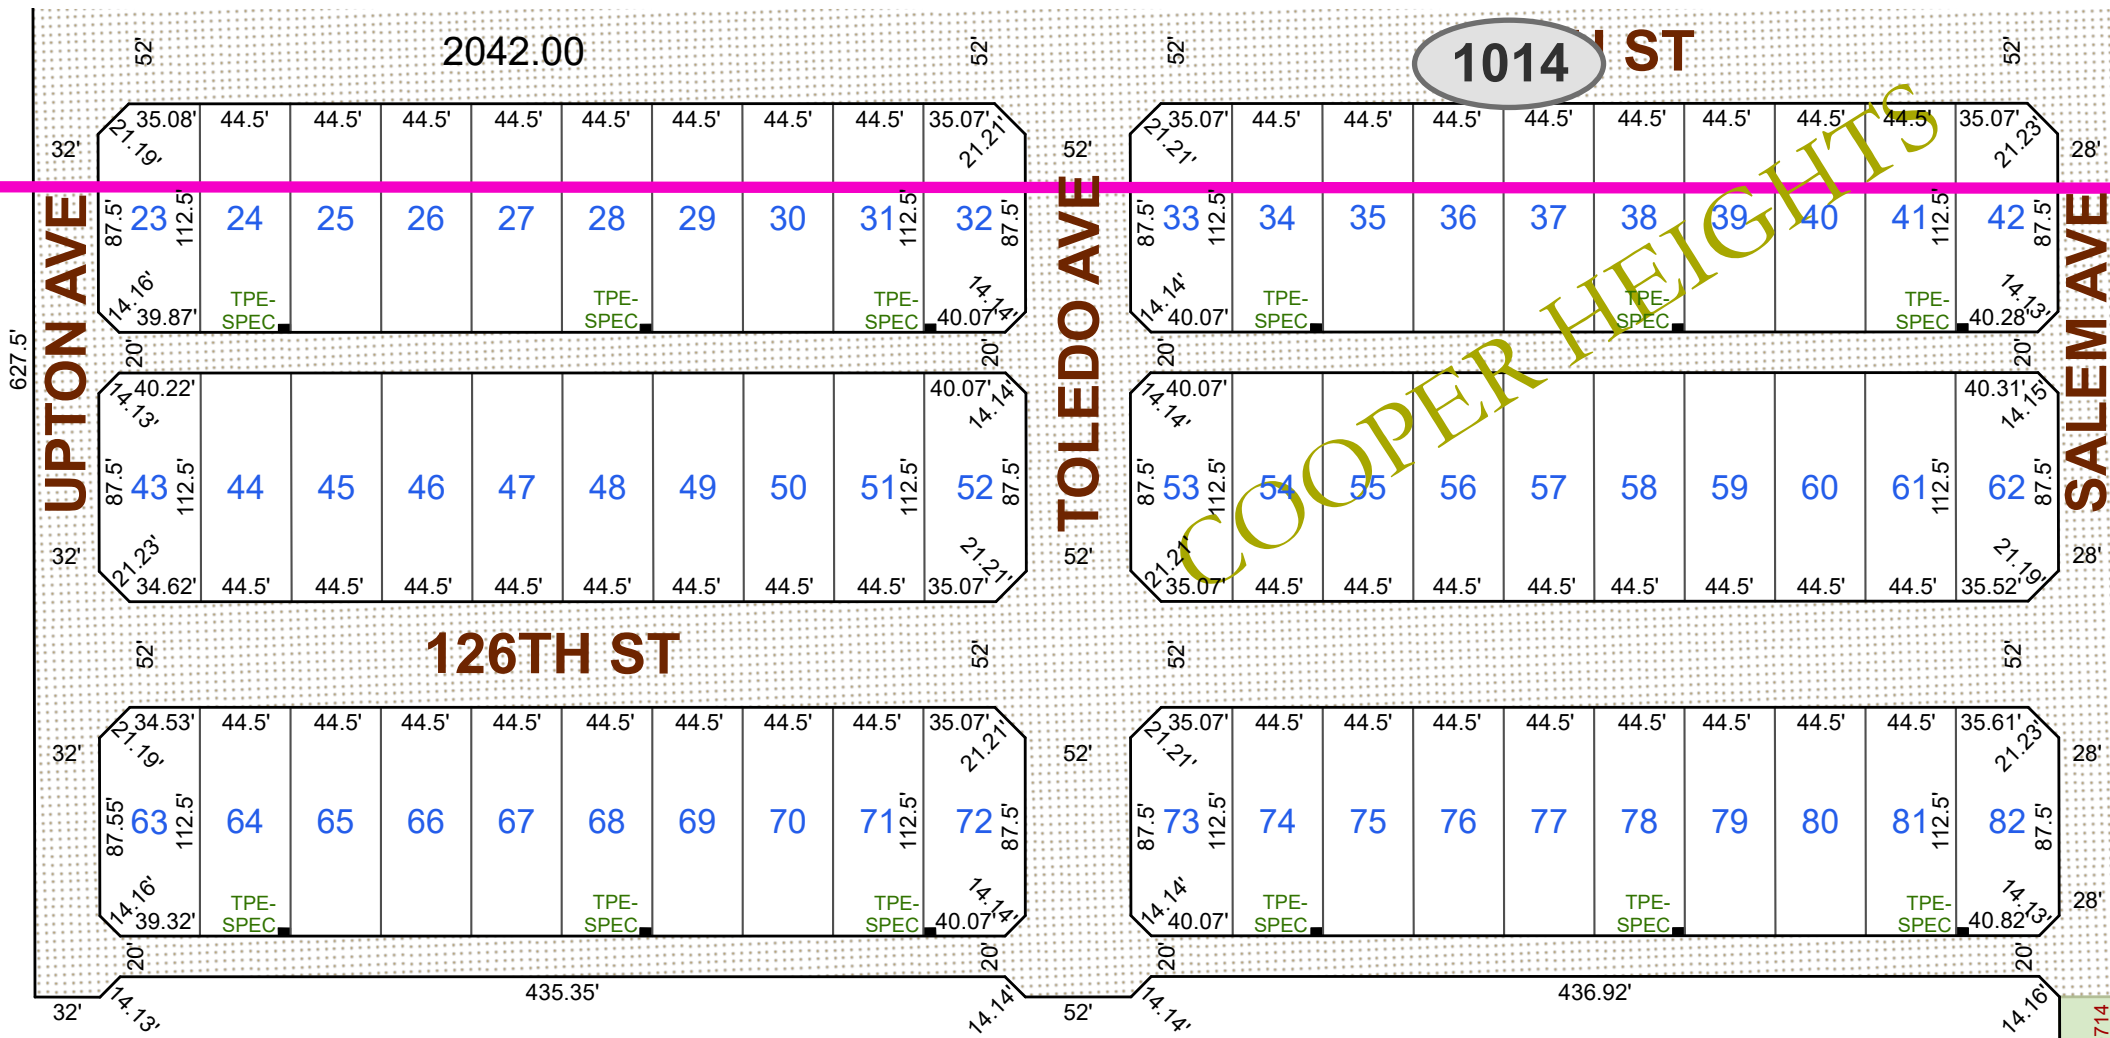 52' 2042.00 52' 52' 1014 ST 52'
35.08' 44.5' 44.5' 44.5' 44.5' 44.5' 44.5' 44.5' 44.5' 35.07' 35.07' 44.5' 44.5' 44.5' 44.5' 44.5' 44.5' 44.5' 44.5' 35.07'
32' 21.19' 21.21' 52' 21.21' 21.23' 28'
87.5' 23 112.5' 24 25 26 27 28 29 30 31 112.5' 32 87.5' 87.5' 33 112.5' 34 35 36 37 38 39 40 41 112.5' 42 87.5'
UPTON AVE
TOLEDO AVE
SALEM AVE
COOPER HEIGHTS
14.16' TPE- TPE- TPE- 14.14' 14.14' TPE- TPE- TPE- 14.13'
39.87' SPEC SPEC SPEC 40.07' 40.07' SPEC SPEC SPEC 40.28'
627.5'
20' 20' 20' 20'
40.22' 40.07' 40.07' 40.31'
14.13' 14.14' 14.14' 14.15'
87.5' 43 112.5' 44 45 46 47 48 49 50 51 112.5' 52 87.5' 87.5' 53 112.5' 54 55 56 57 58 59 60 61 112.5' 62 87.5'
32' 21.23' 21.21' 52' 21.21' 21.19' 28'
34.62' 44.5' 44.5' 44.5' 44.5' 44.5' 44.5' 44.5' 44.5' 35.07' 35.07' 44.5' 44.5' 44.5' 44.5' 44.5' 44.5' 44.5' 44.5' 35.52'
52' 126TH ST 52' 52' 52'
34.53' 44.5' 44.5' 44.5' 44.5' 44.5' 44.5' 44.5' 44.5' 35.07' 35.07' 44.5' 44.5' 44.5' 44.5' 44.5' 44.5' 44.5' 44.5' 35.61'
32' 21.19' 21.21' 52' 21.21' 21.23' 28'
87.55' 63 112.5' 64 65 66 67 68 69 70 71 112.5' 72 87.5' 87.5' 73 112.5' 74 75 76 77 78 79 80 81 112.5' 82 87.5'
14.16' TPE- TPE- TPE- 14.14' 14.14' TPE- TPE- TPE- 14.13' 28'
39.32' SPEC SPEC SPEC 40.07' 40.07' SPEC SPEC SPEC 40.82'
20' 20' 20' 20'
32' 14.13' 435.35' 14.14' 52' 14.14' 436.92' 14.16' 714